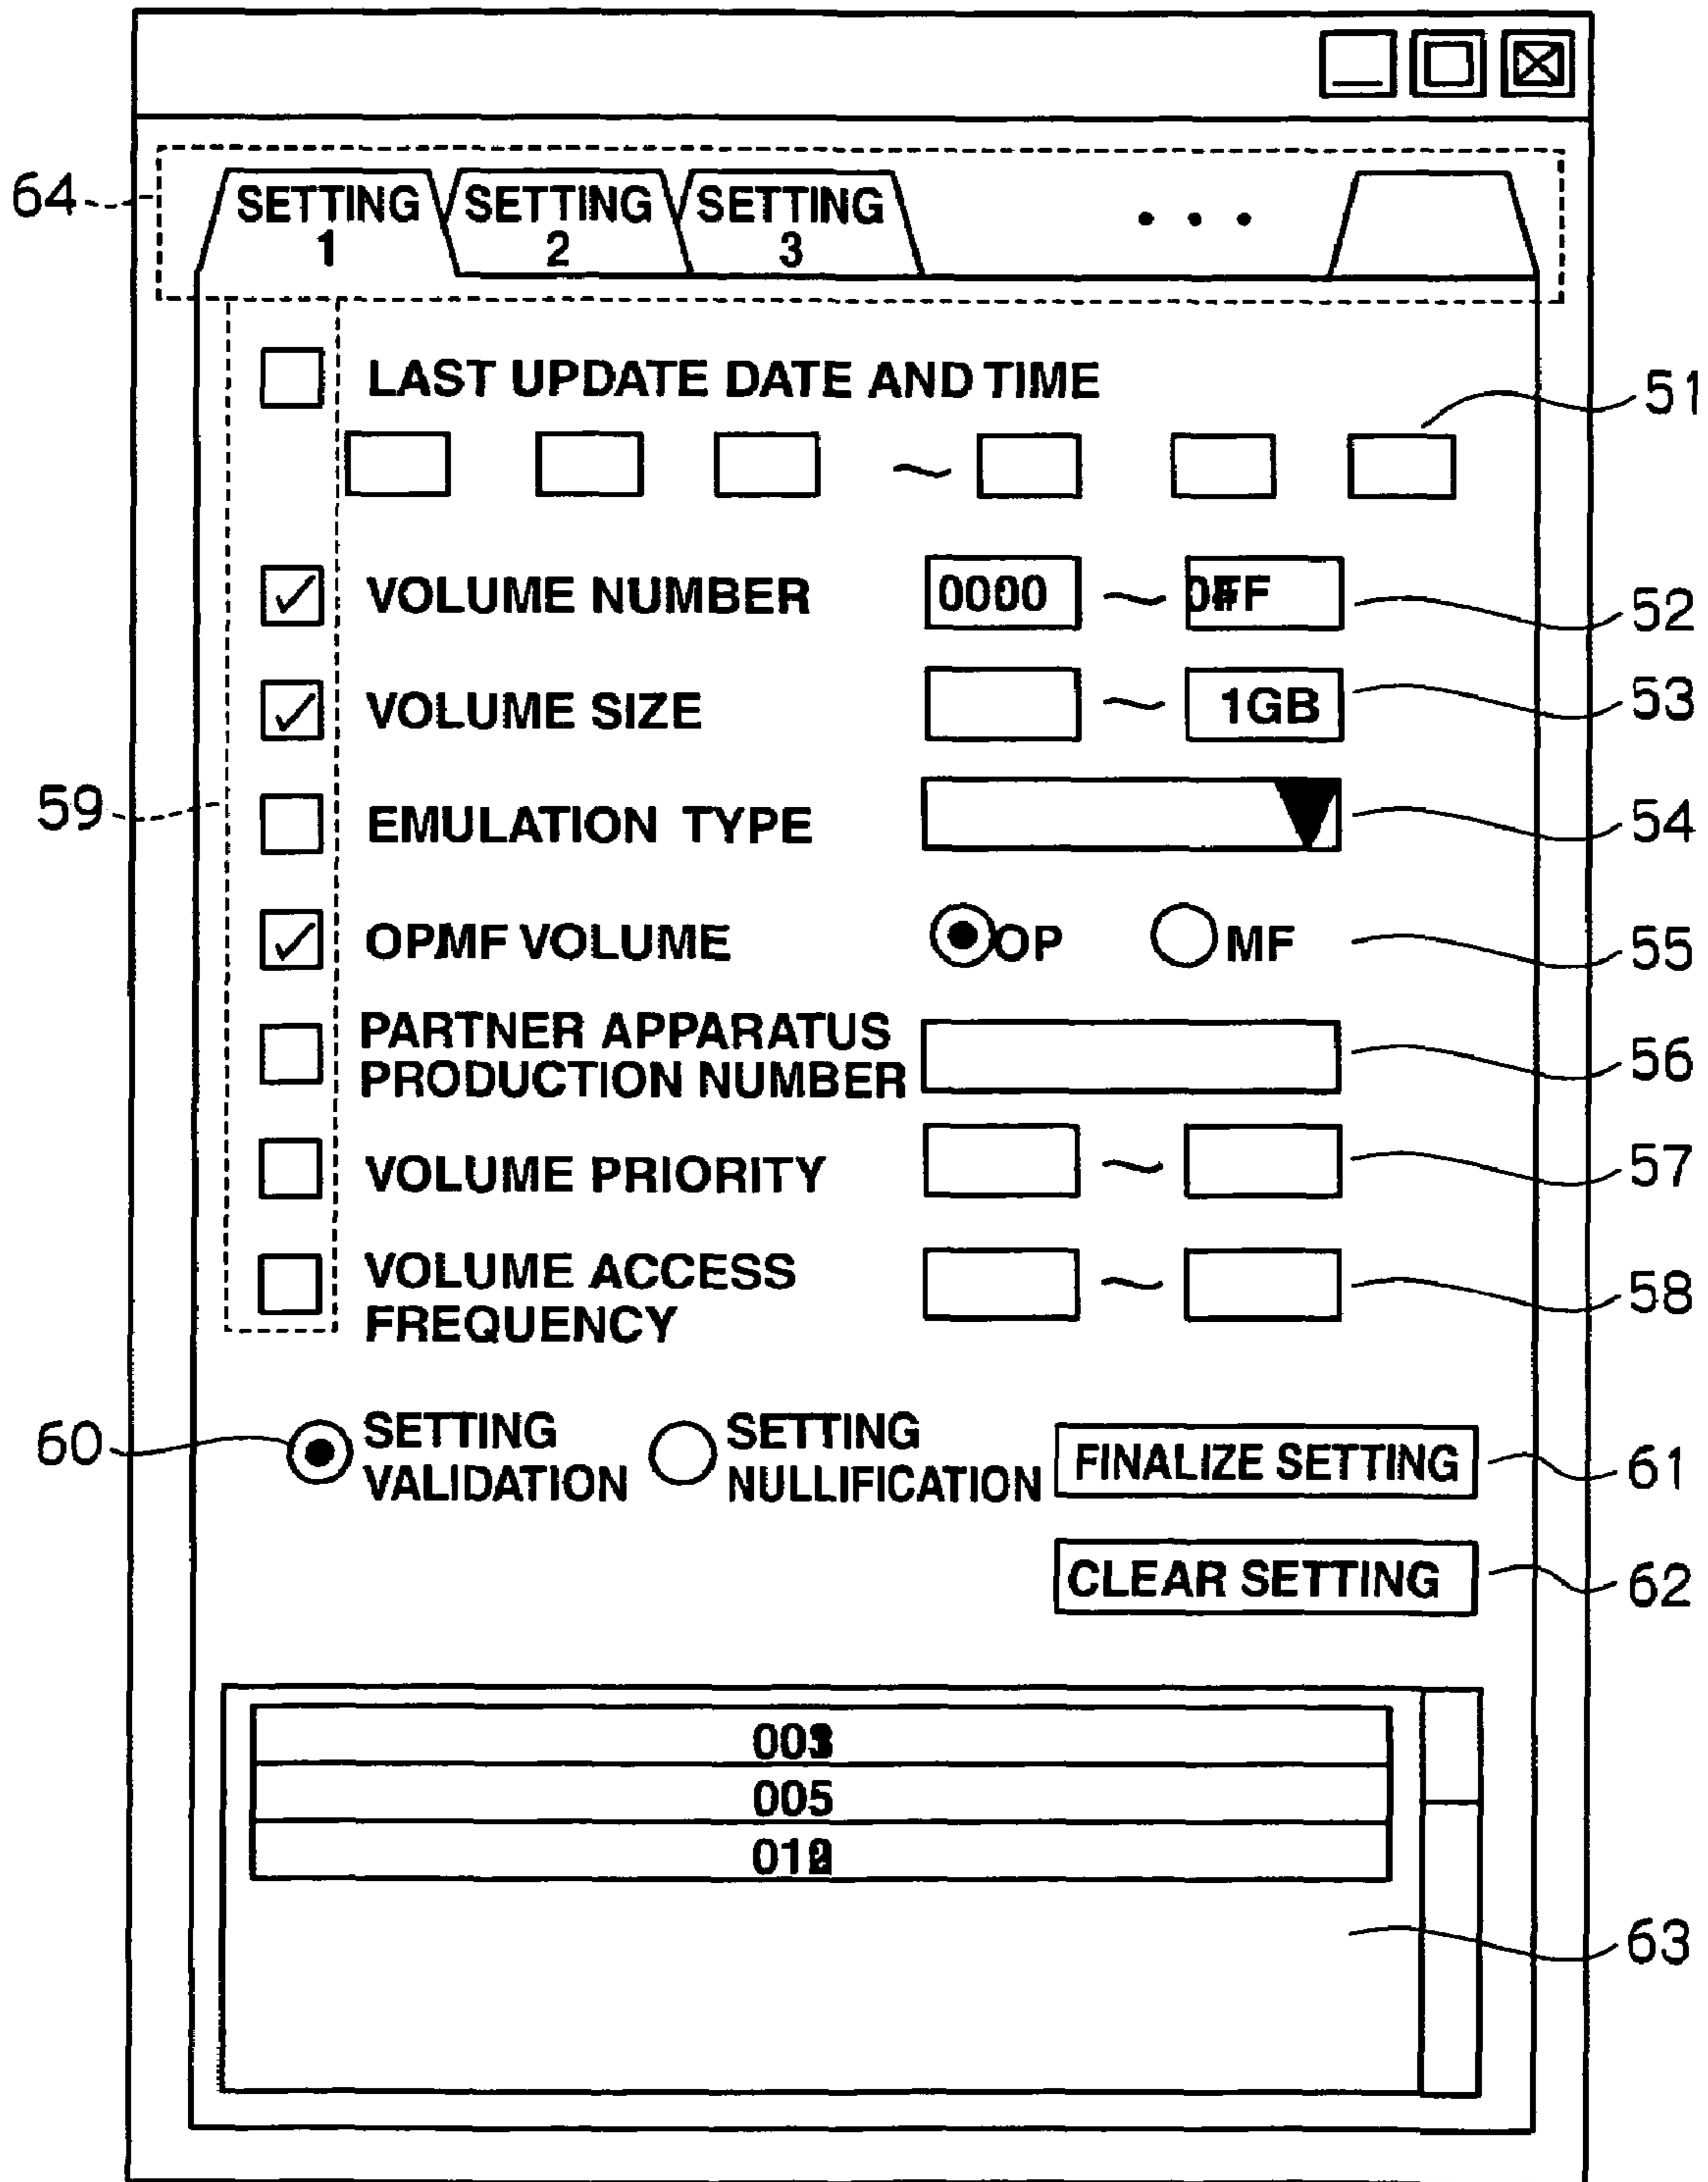 64
SETTING 1
SETTING 2
SETTING 3
. . .
LAST UPDATE DATE AND TIME
~
51
VOLUME NUMBER 0000 ~
52
VOLUME SIZE ~ 1GB
53
59
EMULATION TYPE
54
OPMF VOLUME OP MF
55
PARTNER APPARATUS
PRODUCTION NUMBER
56
VOLUME PRIORITY ~
57
VOLUME ACCESS
FREQUENCY ~
58
60
SETTING
VALIDATION
SETTING
NULLIFICATION
FINALIZE SETTING
61
CLEAR SETTING
62
005
63